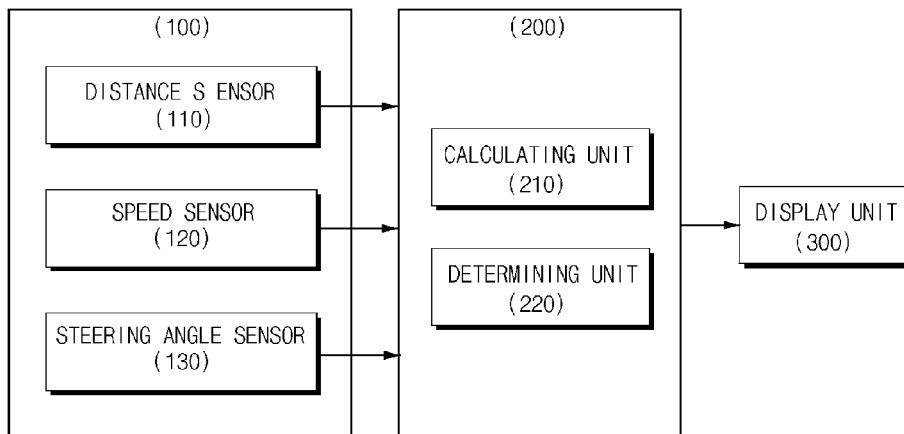 (100)
DISTANCE S ENSOR
(110)
SPEED SENSOR
(120)
STEERING ANGLE SENSOR
(130)
(200)
CALCULATING UNIT
(210)
DETERMINING UNIT
(220)
DISPLAY UNIT
(300)